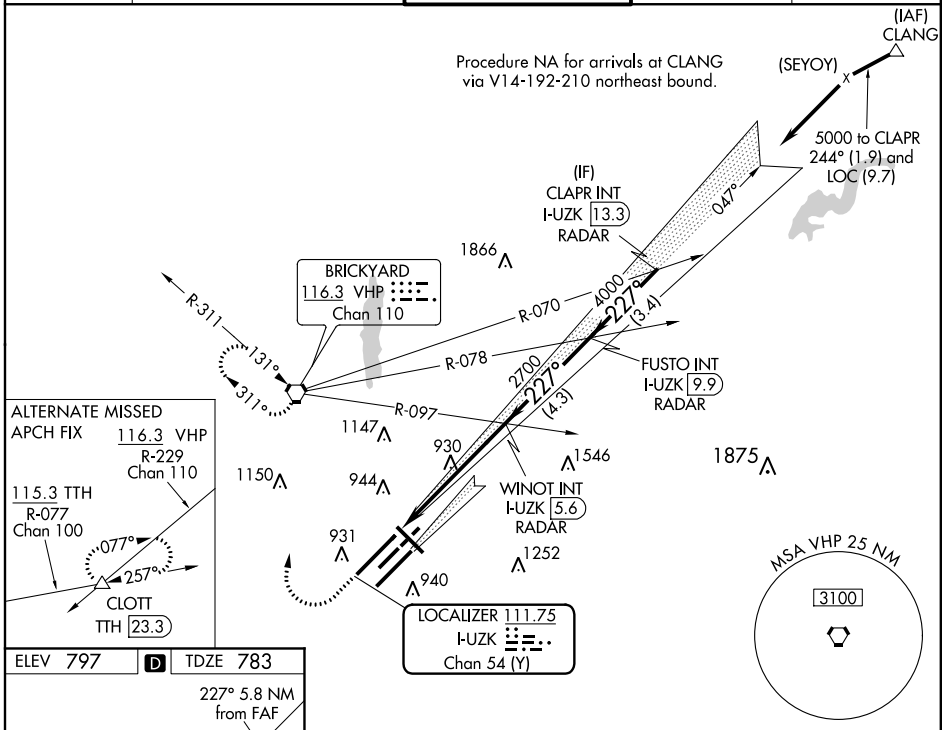 (IAF)
CLANG
Procedure NA for arrivals at CLANG
via V14-192-210 northeast bound.
(SEYOY)
X
5000 to CLAPR
244° (1.9) and
LOC (9.7)
047°
(IF)
CLAPR INT
I-UZK 13.3
RADAR
1866
BRICKYARD
116.3 VHP
Chan 110
R-311
R-070
4000
227°
(3.4)
131°
311°
R-078
2700
227°
(4.3)
FUSTO INT
I-UZK 9.9
RADAR
R-097
1147
930
1546
1875
1150
944
WINOT INT
I-UZK 5.6
RADAR
931
1252
940
ALTERNATE MISSED
APCH FIX
116.3 VHP
R-229
Chan 110
115.3 TTH
R-077
Chan 100
077°
257°
CLOTT
TTH 23.3
LOCALIZER 111.75
I-UZK
Chan 54 (Y)
MSA VHP 25 NM
3100
ELEV 797 D TDZE 783
227° 5.8 NM
from FAF